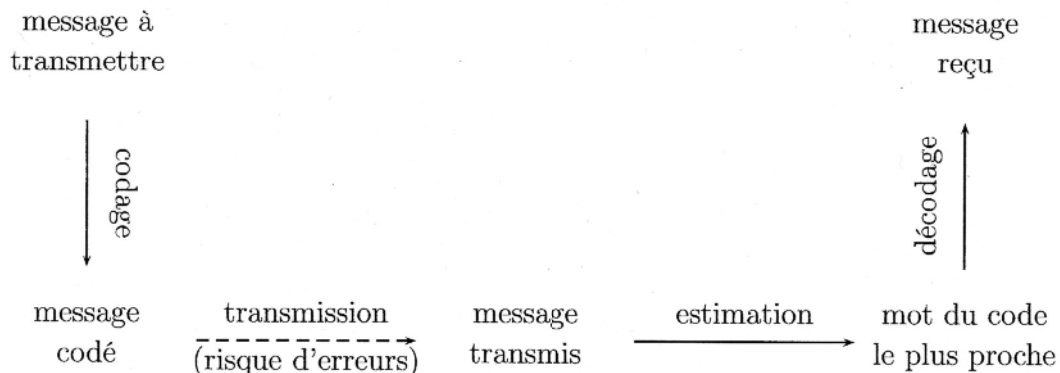 message à
transmettre
codage
message
codé
transmission
(risque d'erreurs)
message
transmis
estimation
mot du code
le plus proche
décodage
message
reçu